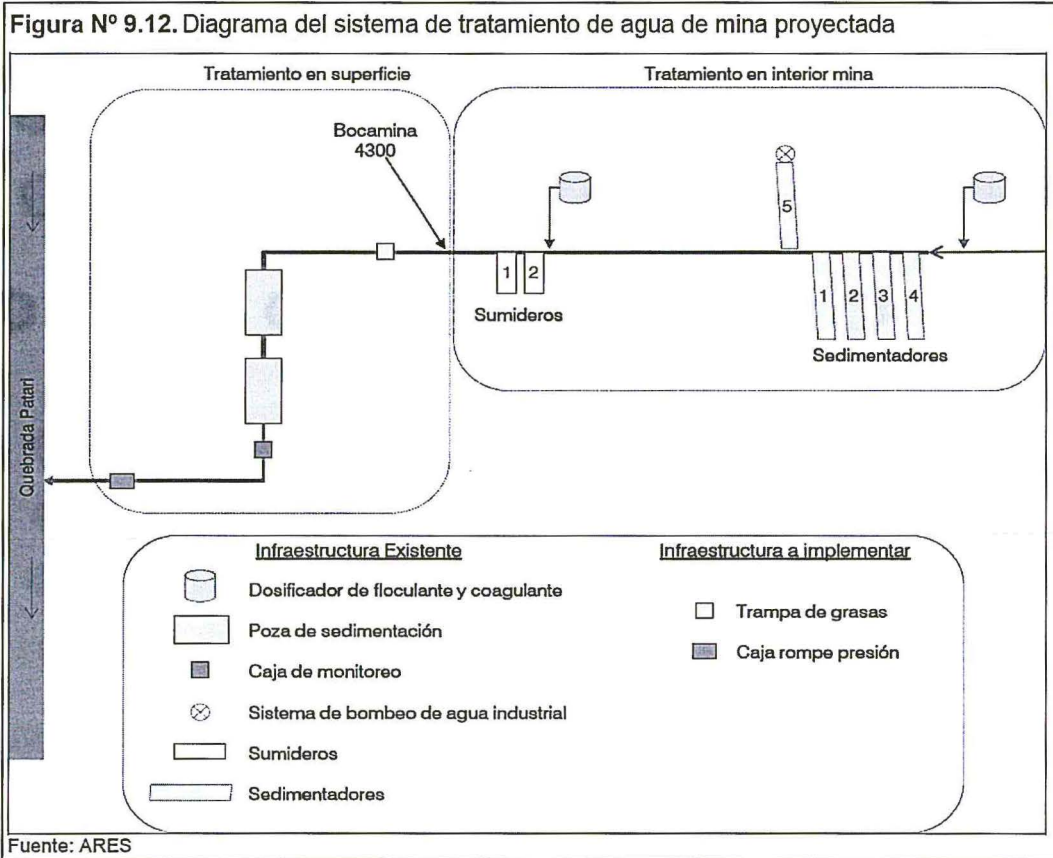 Figura Nº 9.12. Diagrama del sistema de tratamiento de agua de mina proyectada
Tratamiento en superficie
Tratamiento en interior mina
Bocamina
4300
5
1
2
Sumideros
1
2
3
4
Sedimentadores
Quebrada Patari
Infraestructura Existente
Dosificador de floculante y coagulante
Poza de sedimentación
Caja de monitoreo
Sistema de bombeo de agua industrial
Sumideros
Sedimentadores
Infraestructura a implementar
Trampa de grasas
Caja rompe presión
Fuente: ARES